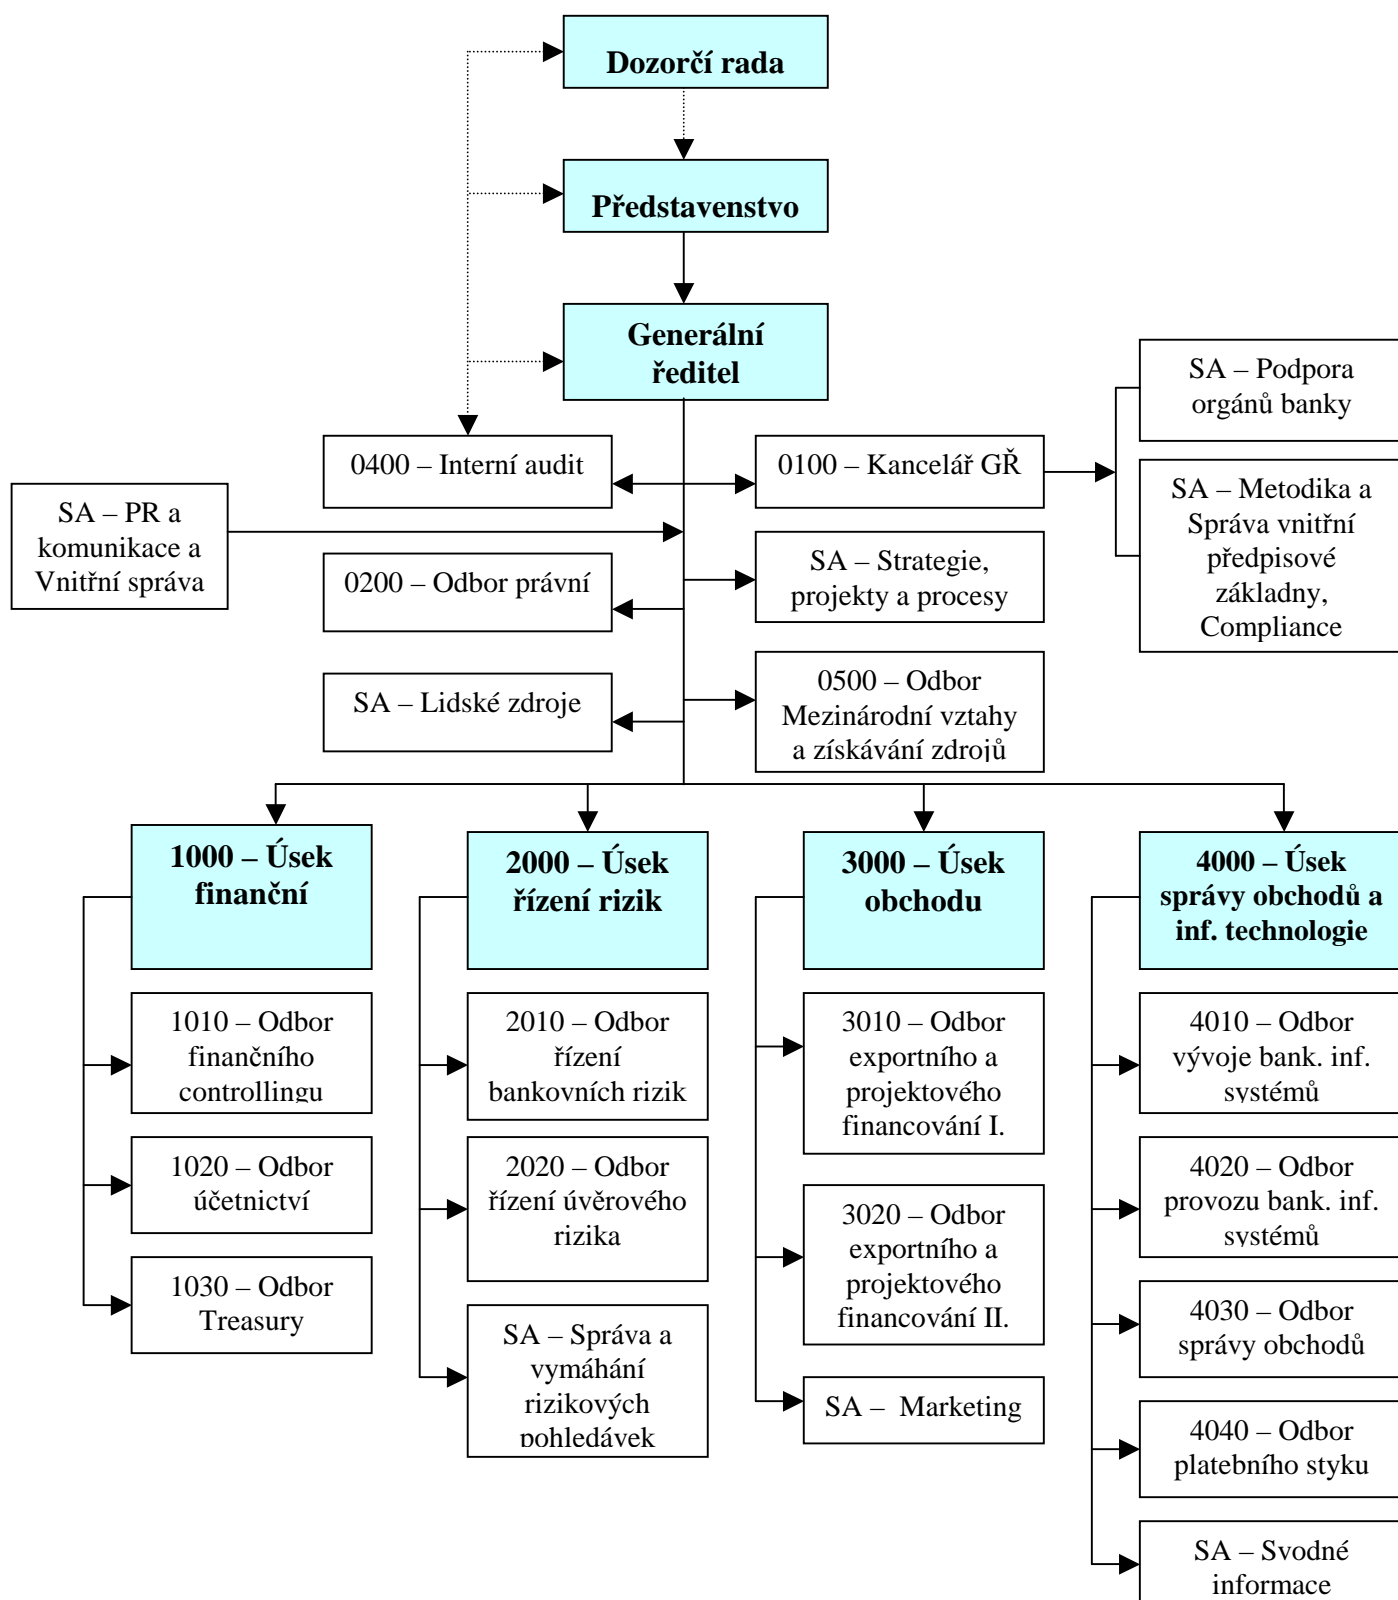 Dozorčí rada
Představenstvo
Generální
ředitel
SA – Podpora
orgánů banky
0400 – Interní audit
0100 – Kancelář GŘ
SA – Metodika a
Správa vnitřní
předpisové
základny,
Compliance
SA – PR a
komunikace a
Vnitřní správa
0200 – Odbor právní
SA – Strategie,
projekty a procesy
SA – Lidské zdroje
0500 – Odbor
Mezinárodní vztahy
a získávání zdrojů
1000 – Úsek
finanční
2000 – Úsek
řízení rizik
3000 – Úsek
obchodu
4000 – Úsek
správy obchodů a
inf. technologie
1010 – Odbor
finančního
controllingu
1020 – Odbor
účetnictví
1030 – Odbor
Treasury
2010 – Odbor
řízení
bankovních rizik
2020 – Odbor
řízení úvěrového
rizika
SA – Správa a
vymáhání
rizikových
pohledávek
3010 – Odbor
exportního a
projektového
financování I.
3020 – Odbor
exportního a
projektového
financování II.
SA – Marketing
4010 – Odbor
vývoje bank. inf.
systémů
4020 – Odbor
provozu bank. inf.
systémů
4030 – Odbor
správy obchodů
4040 – Odbor
platebního styku
SA – Svodné
informace